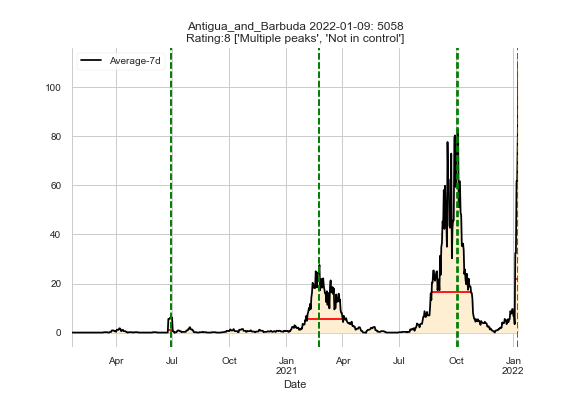 Antigua_and_Barbuda 2022-01-09: 5058
Rating:8 ['Multiple peaks', 'Not in control']
Average-7d
100
80
60
40
20
0
Apr Jul Oct Jan Apr Jul Oct Jan
2021 2022
Date